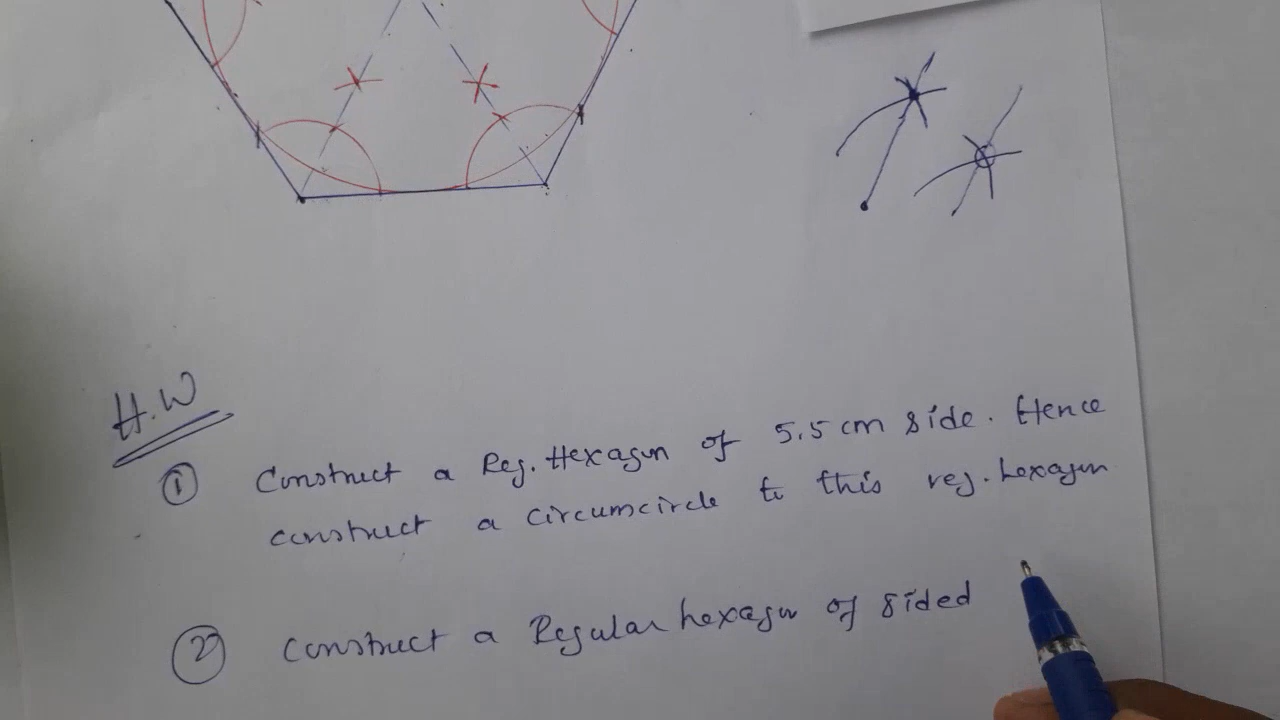 H.W
① Construct a Reg. Hexagon of 5.5 cm side. Hence
construct a circumcircle to this reg. hexagon
② Construct a Regular hexagon of sided